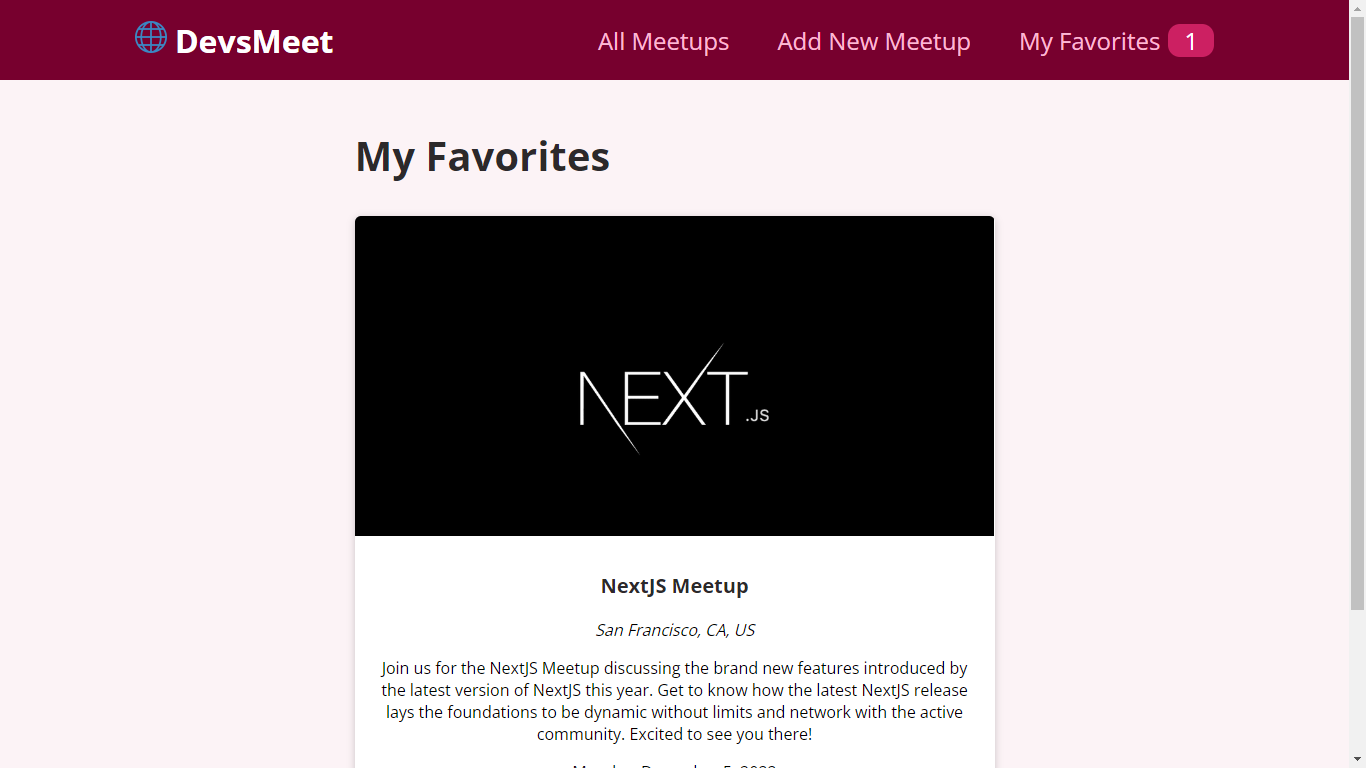 DevsMeet
All Meetups
Add New Meetup
My Favorites 1
My Favorites
NEXT.JS
NextJS Meetup
San Francisco, CA, US
Join us for the NextJS Meetup discussing the brand new features introduced by
the latest version of NextJS this year. Get to know how the latest NextJS release
lays the foundations to be dynamic without limits and network with the active
community. Excited to see you there!